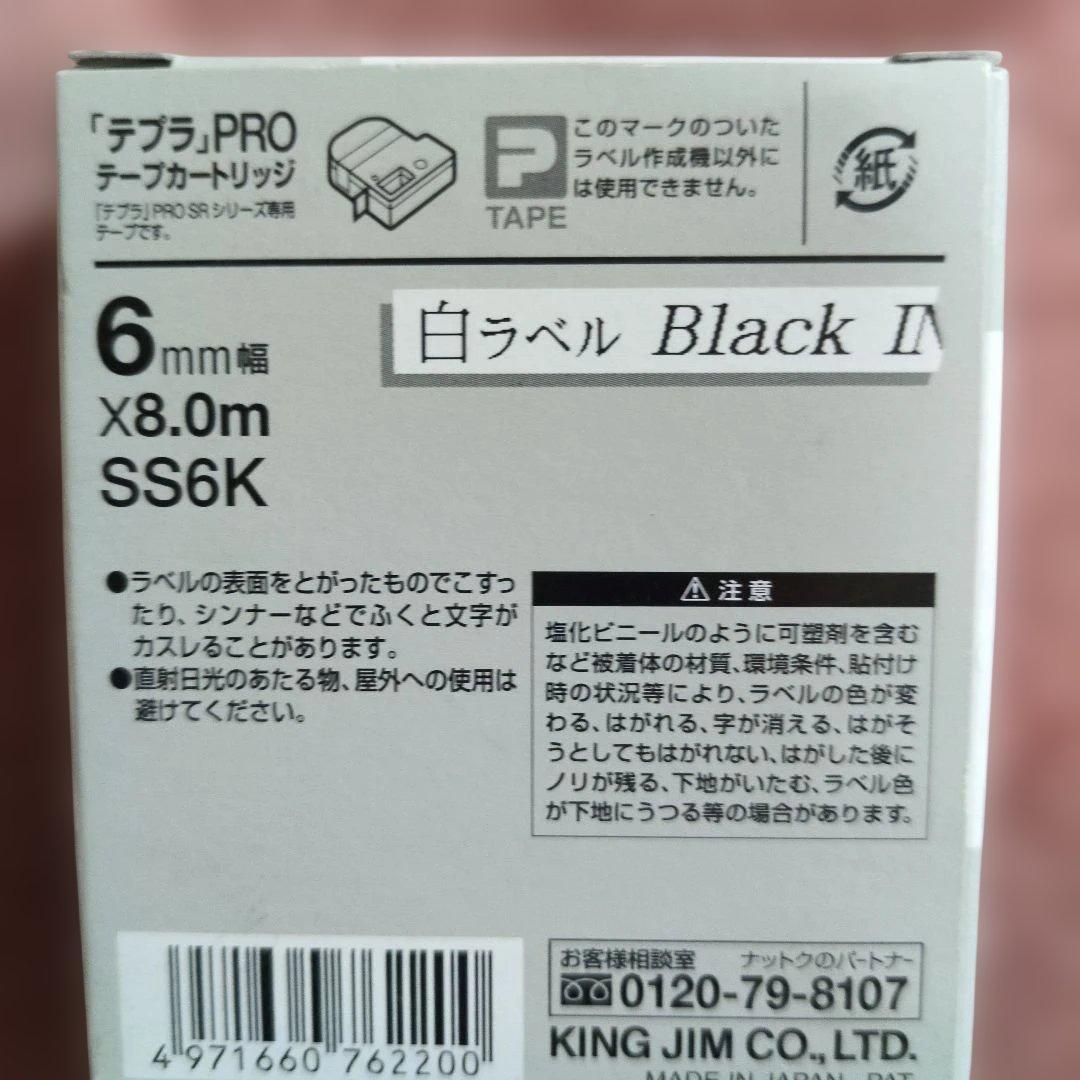 「テプラ」PRO
テープカートリッジ
「テプラ」PRO SRシリーズ専用
テープです。
TAPE
このマークのついた
ラベル作成機以外に
は使用できません。
紙
6mm幅
X8.0m
SS6K
白ラベル Black IN
●ラベルの表面をとがったものでこすっ
たり、シンナーなどでふくと文字が
カスレることがあります。
●直射日光のあたる物、屋外への使用は
避けてください。
⚠注意
塩化ビニールのように可塑剤を含む
など被着体の材質、環境条件、貼付け
時の状況等により、ラベルの色が変
わる、はがれる、字が消える、はがそ
うとしてもはがれない、はがした後に
ノリが残る、下地がいたむ、ラベル色
が下地にうつる等の場合があります。
4 971660 762200
お客様相談室 ナットクのパートナー
0120-79-8107
KING JIM CO., LTD.
MADE IN JAPAN PAT.